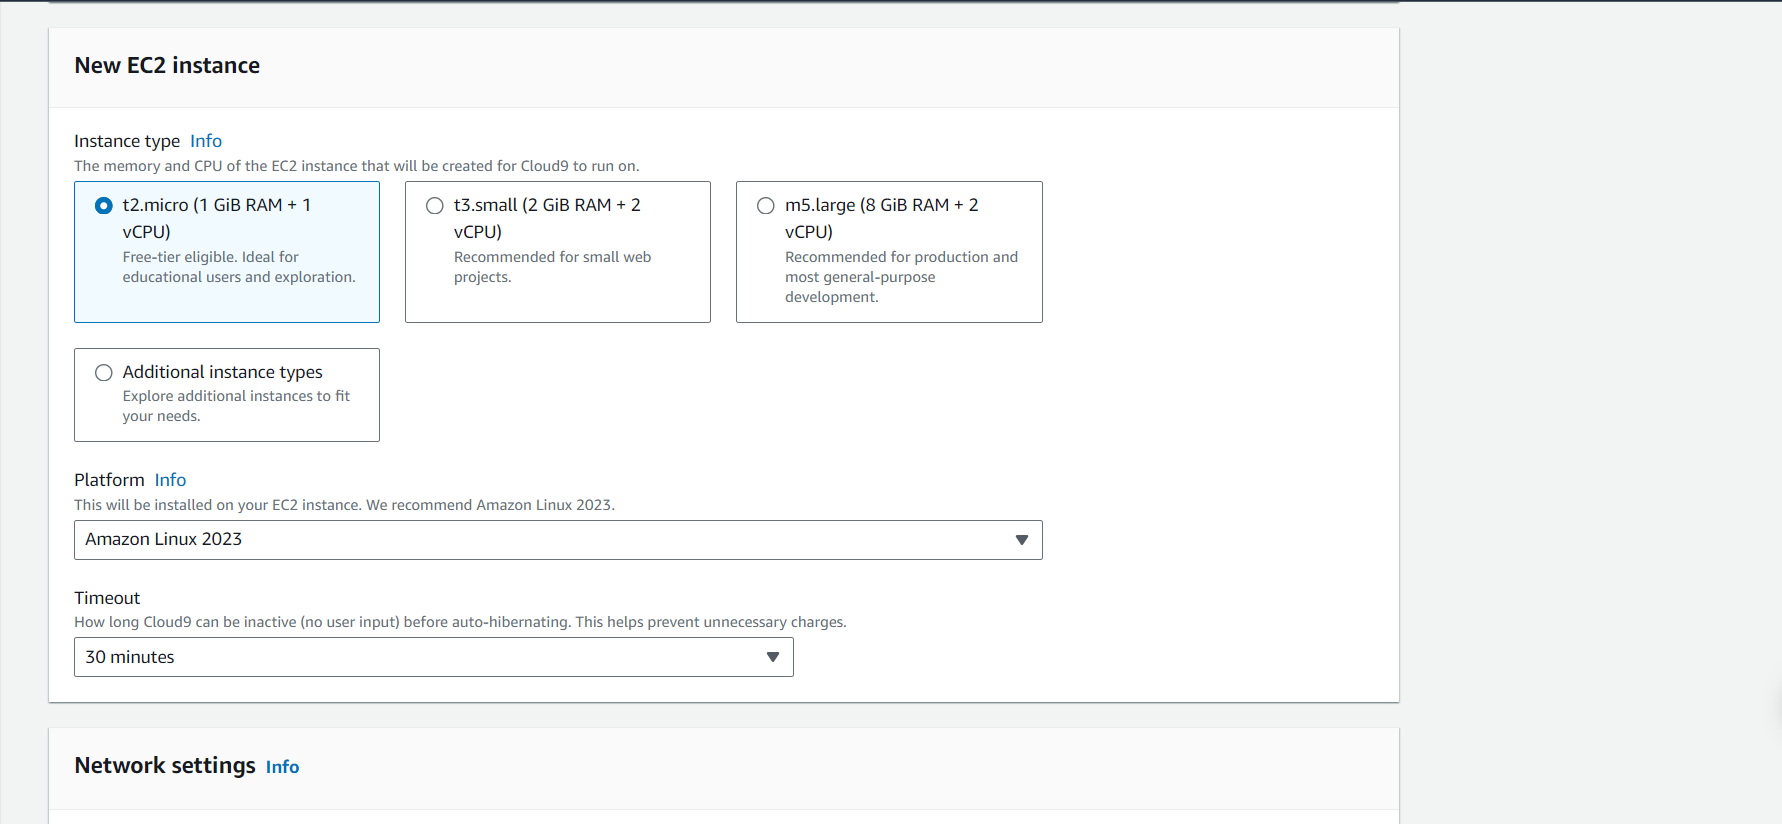 New EC2 instance
Instance type Info
The memory and CPU of the EC2 instance that will be created for Cloud9 to run on.
t2.micro (1 GiB RAM + 1
vCPU)
Free-tier eligible. Ideal for
educational users and exploration.
t3.small (2 GiB RAM + 2
vCPU)
Recommended for small web
projects.
m5.large (8 GiB RAM + 2
vCPU)
Recommended for production and
most general-purpose
development.
Additional instance types
Explore additional instances to fit
your needs.
Platform Info
This will be installed on your EC2 instance. We recommend Amazon Linux 2023.
Amazon Linux 2023
Timeout
How long Cloud9 can be inactive (no user input) before auto-hibernating. This helps prevent unnecessary charges.
30 minutes
Network settings Info